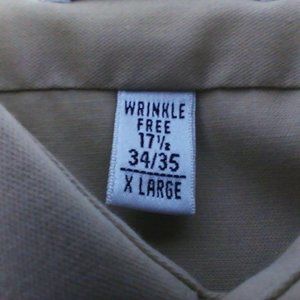 WRINKLE
FREE
17½
34/35
X LARGE